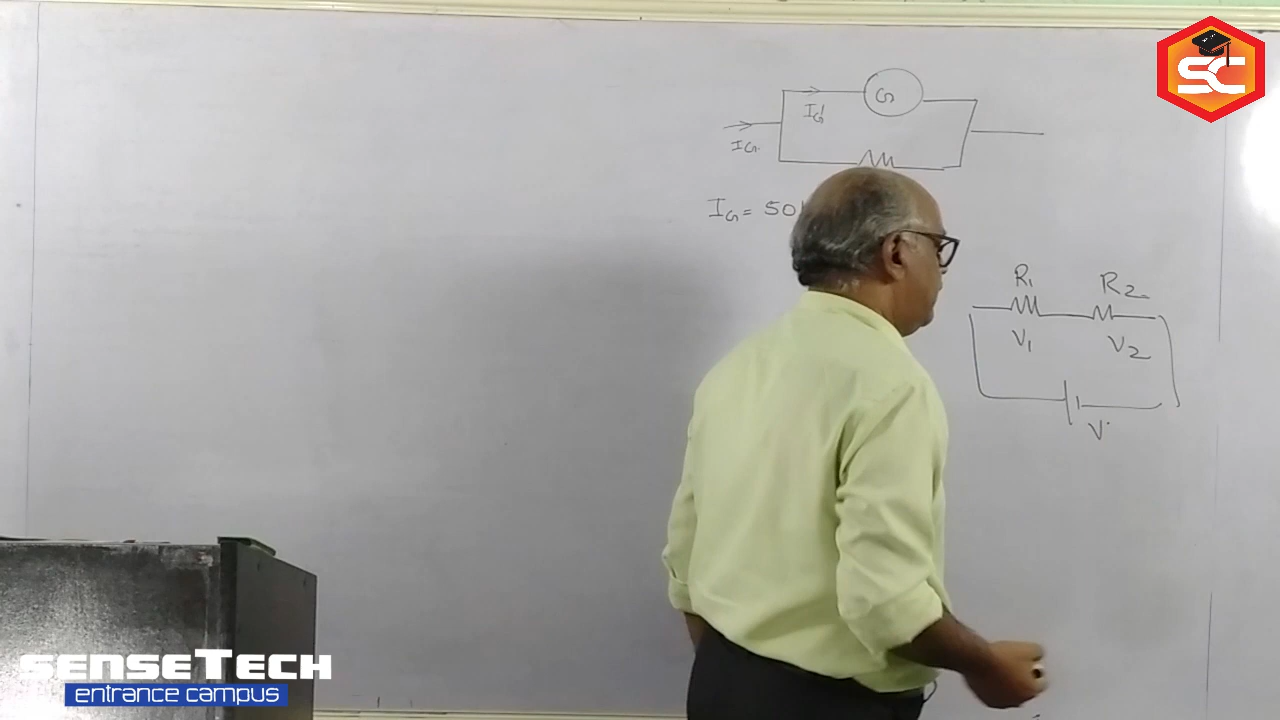 SC
G
IG'
IG.
IG = 50
R1
R2
V1
V2
V
SENSETECH
entrance campus